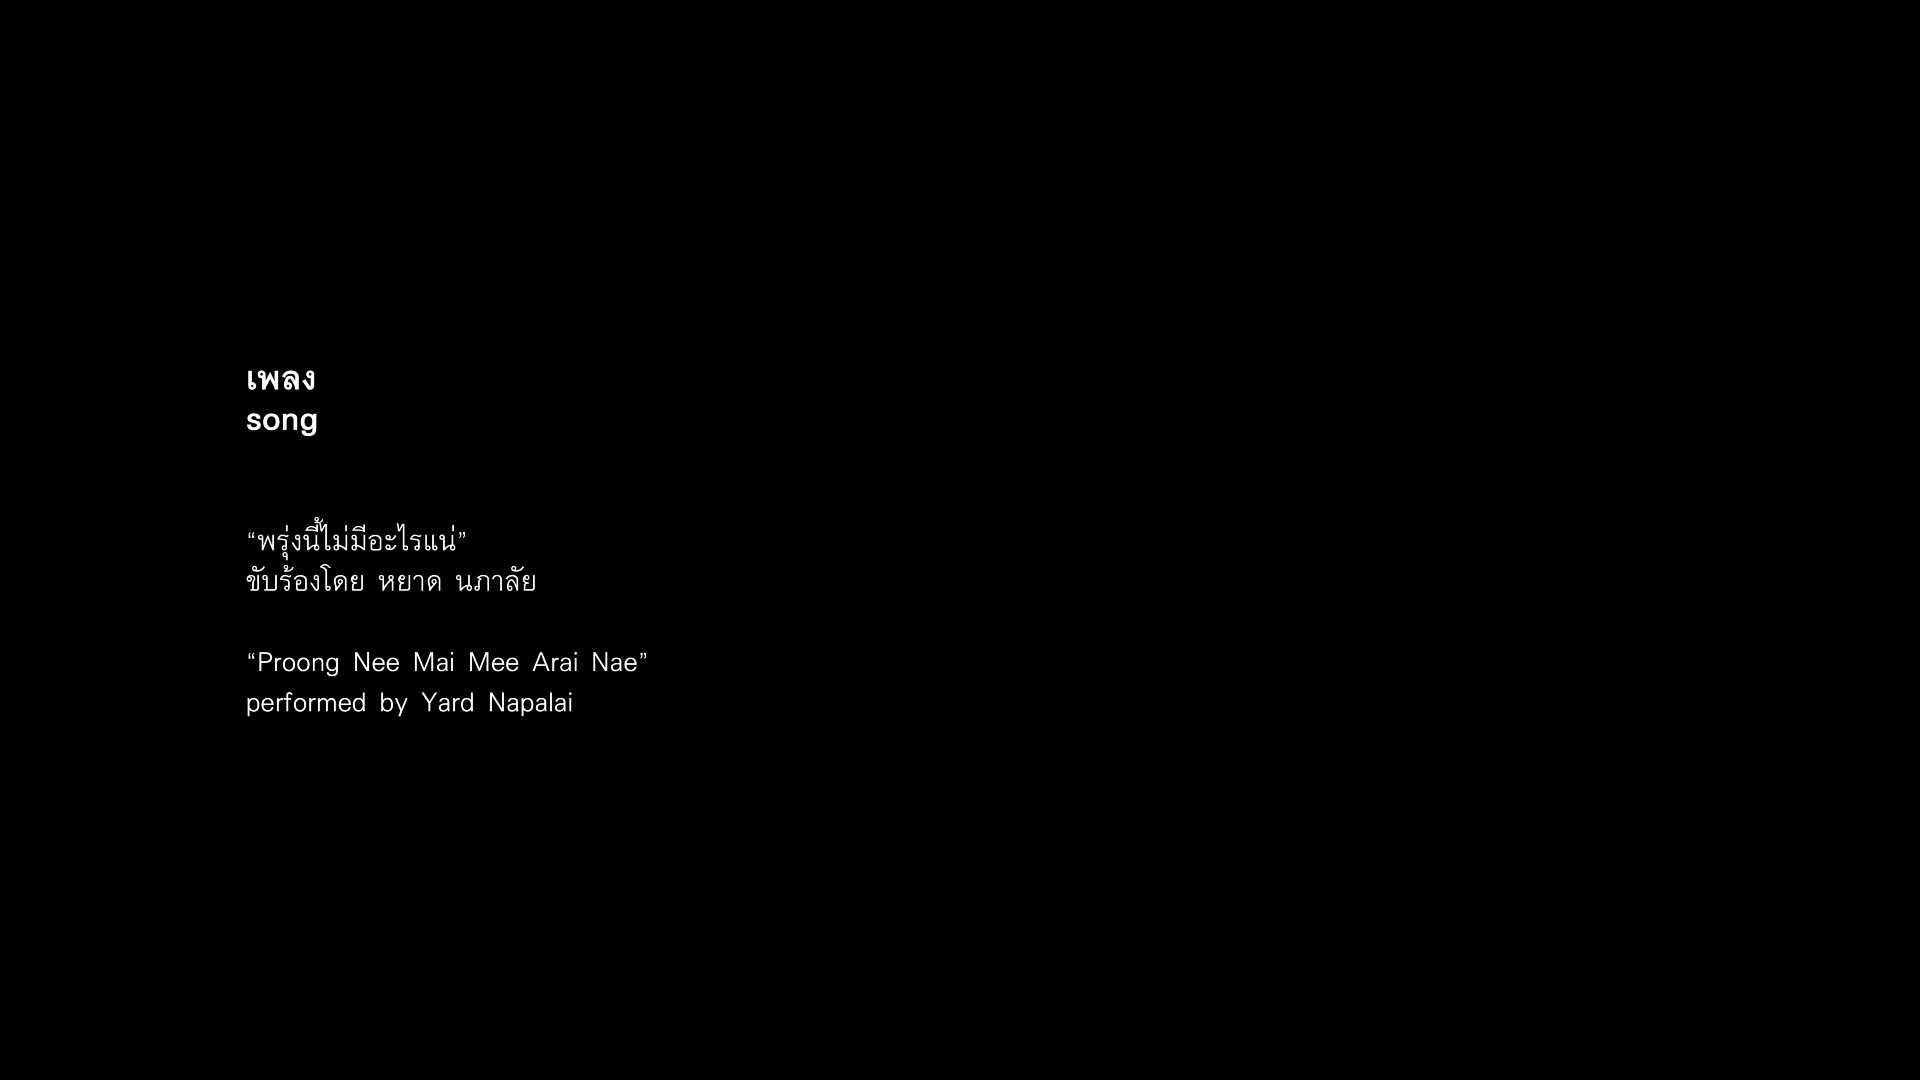 เพลง
song
“พรุ่งนี้ไม่มีอะไรแน่”
ขับร้องโดย หยาด นภาลัย
“Proong Nee Mai Mee Arai Nae”
performed by Yard Napalai